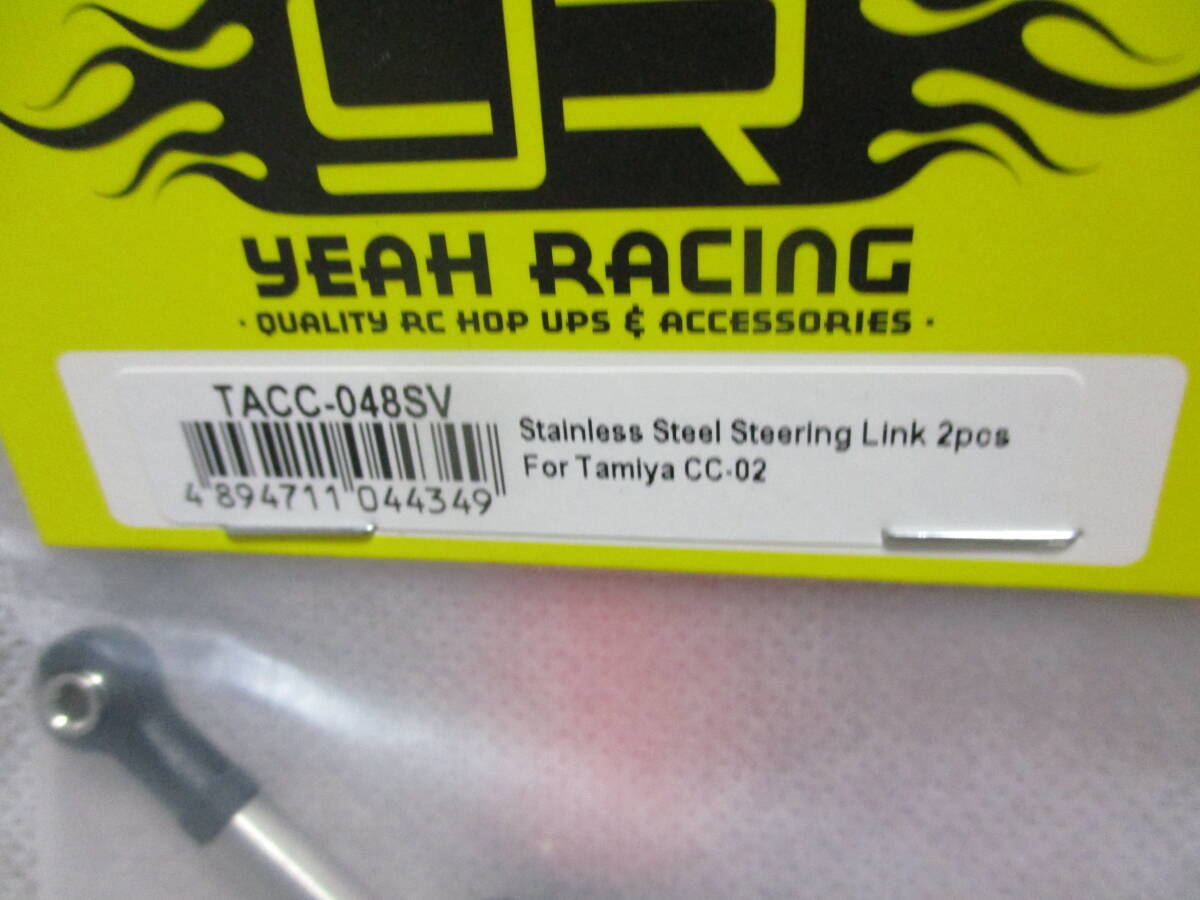 YR
YEAH RACING
· QUALITY RC HOP UPS & ACCESSORIES ·
TACC-048SV
Stainless Steel Steering Link 2pcs
For Tamiya CC-02
4 894711 044349